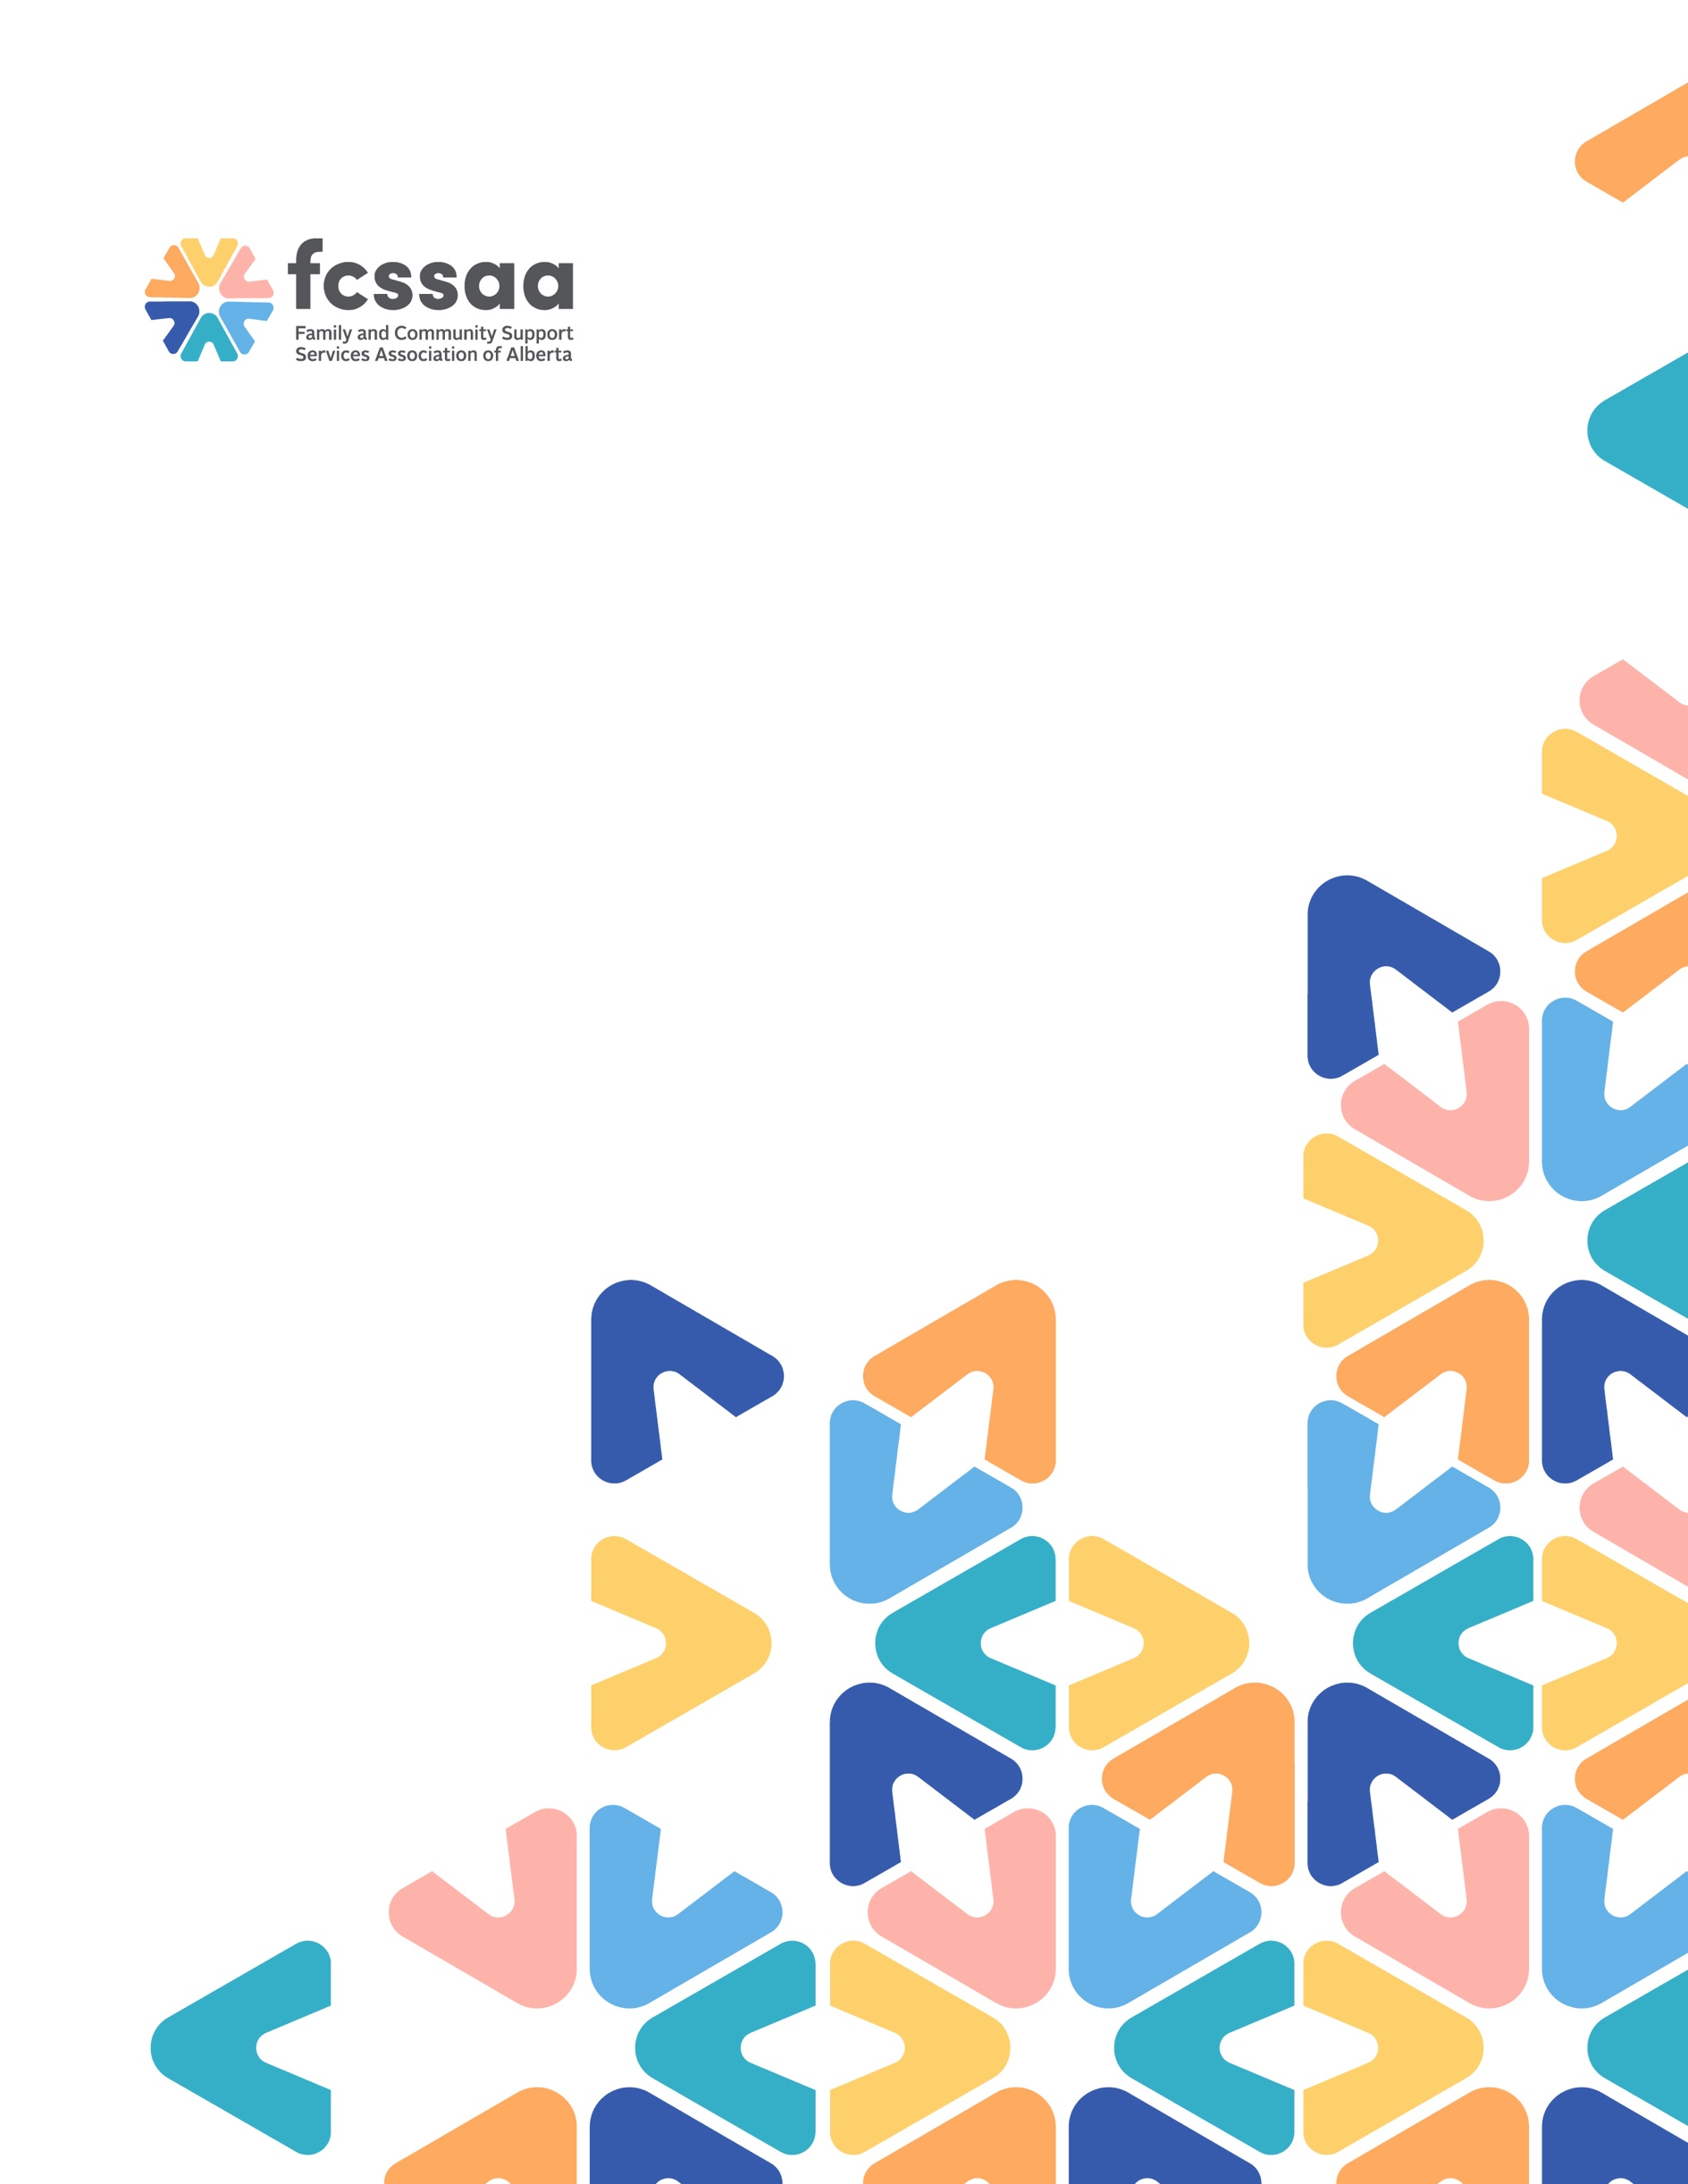 fcssaa
Family and Community Support
Services Association of Alberta